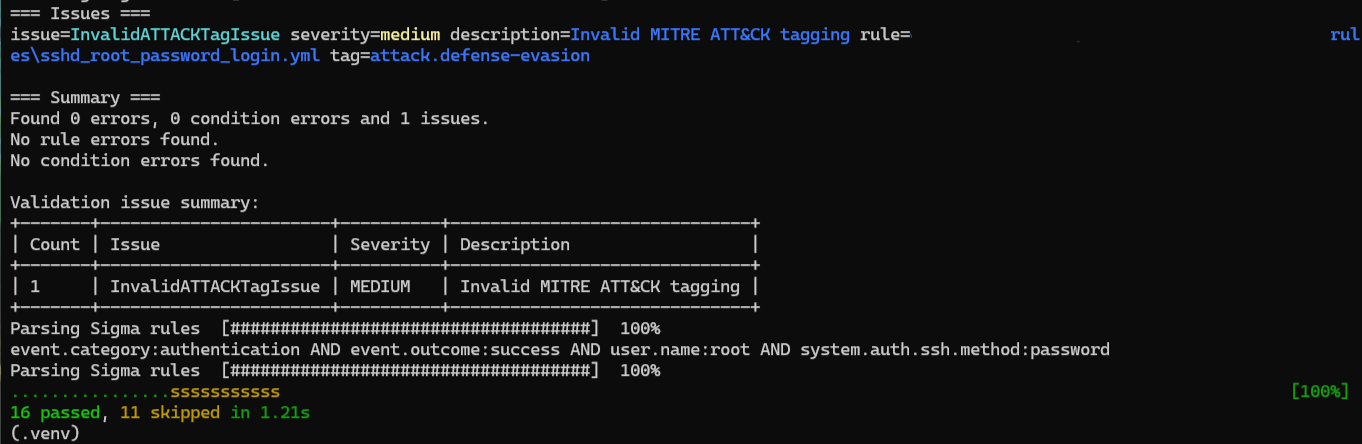 === Issues ===
issue=InvalidATTACKTagIssue severity=medium description=Invalid MITRE ATT&CK tagging rule= rul
es\sshd_root_password_login.yml tag=attack.defense-evasion
=== Summary ===
Found 0 errors, 0 condition errors and 1 issues.
No rule errors found.
No condition errors found.
Validation issue summary:
+-------+----------------------+----------+------------------------------+
| Count | Issue | Severity | Description |
+-------+----------------------+----------+------------------------------+
| 1 | InvalidATTACKTagIssue | MEDIUM | Invalid MITRE ATT&CK tagging |
+-------+----------------------+----------+------------------------------+
Parsing Sigma rules [####################################] 100%
event.category:authentication AND event.outcome:success AND user.name:root AND system.auth.ssh.method:password
Parsing Sigma rules [####################################] 100%
................sssssssssss [100%]
16 passed, 11 skipped in 1.21s
(.venv)